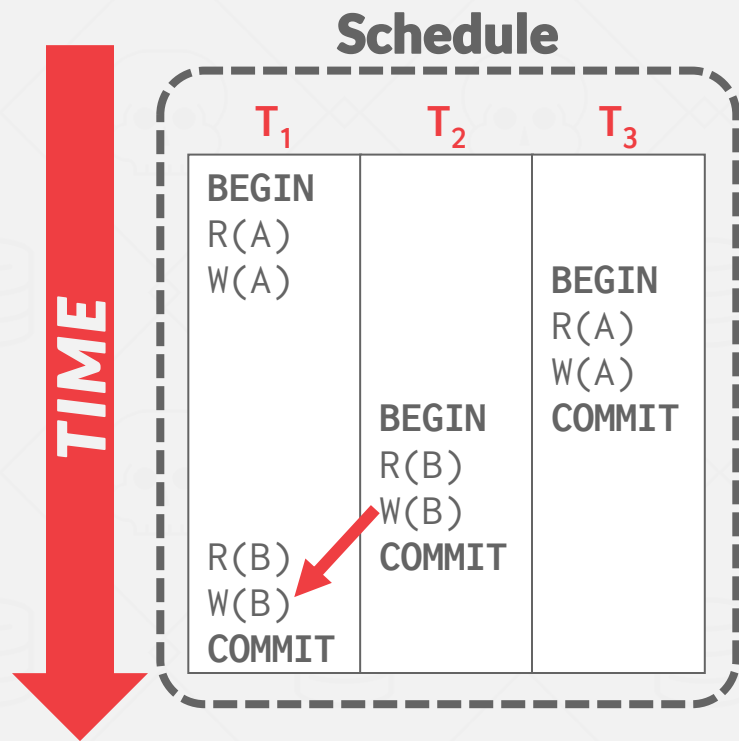 Schedule
TIME
T1 T2 T3
BEGIN
R(A)
W(A) BEGIN
R(A)
W(A)
BEGIN COMMIT
R(B)
W(B)
R(B) COMMIT
W(B)
COMMIT